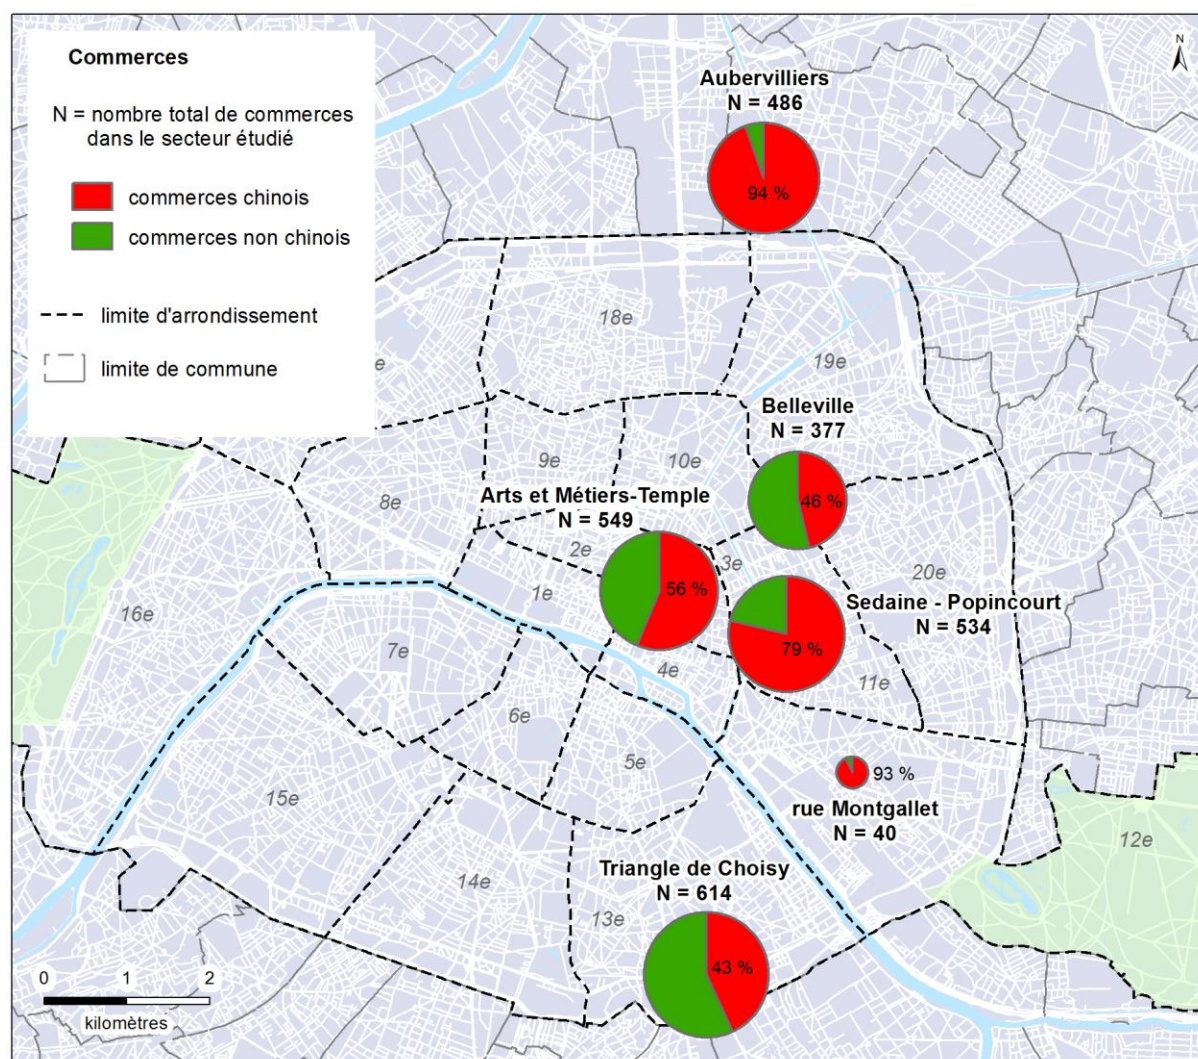 Commerces
N = nombre total de commerces
dans le secteur étudié
commerces chinois
commerces non chinois
limite d'arrondissement
limite de commune
N
Aubervilliers
N = 486
94 %
18e
19e
e
Belleville
N = 377
46 %
9e
10e
8e
Arts et Métiers-Temple
N = 549
56 %
2e
3e
1e
20e
Sedaine - Popincourt
N = 534
79 %
16e
7e
4e
11e
6e
5e
93 %
rue Montgallet
N = 40
15e
12e
Triangle de Choisy
N = 614
14e
13e
43 %
0 1 2
kilomètres